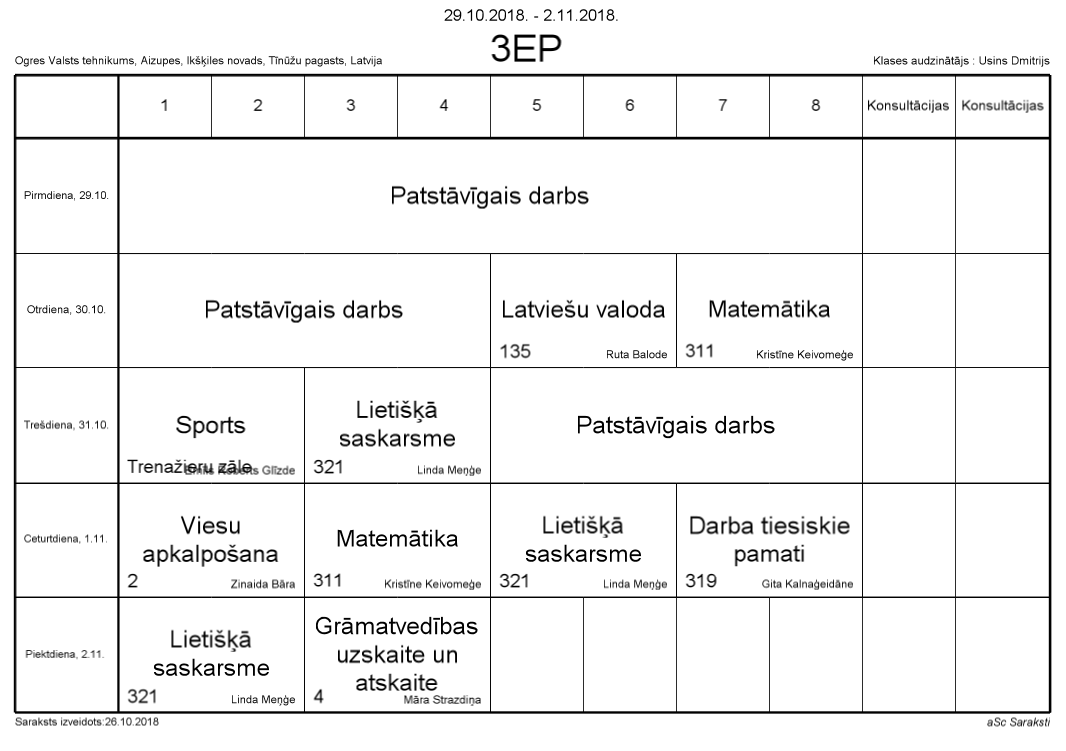 29.10.2018. - 2.11.2018.
3EP
Ogres Valsts tehnikums, Aizupes, Ikšķiles novads, Tīnūžu pagasts, Latvija
Klases audzinātājs : Usins Dmitrijs
1 2 3 4 5 6 7 8 Konsultācijas Konsultācijas
Pirmdiena, 29.10.
Patstāvīgais darbs
Otrdiena, 30.10.
Patstāvīgais darbs
Latviešu valoda
135 Ruta Balode
Matemātika
311 Kristīne Keivomeģe
Trešdiena, 31.10.
Sports
Trenažieru zāle
Emīls Roberts Glīzde
Lietišķā
saskarsme
321 Linda Meņģe
Patstāvīgais darbs
Ceturtdiena, 1.11.
Viesu
apkalpošana
2 Zinaida Bāra
Matemātika
311 Kristīne Keivomeģe
Lietišķā
saskarsme
321 Linda Meņģe
Darba tiesiskie
pamati
319 Gita Kalnaģeidāne
Piektdiena, 2.11.
Lietišķā
saskarsme
321 Linda Meņģe
Grāmatvedības
uzskaite un
atskaite
4 Māra Strazdiņa
Saraksts izveidots:26.10.2018
aSc Saraksti